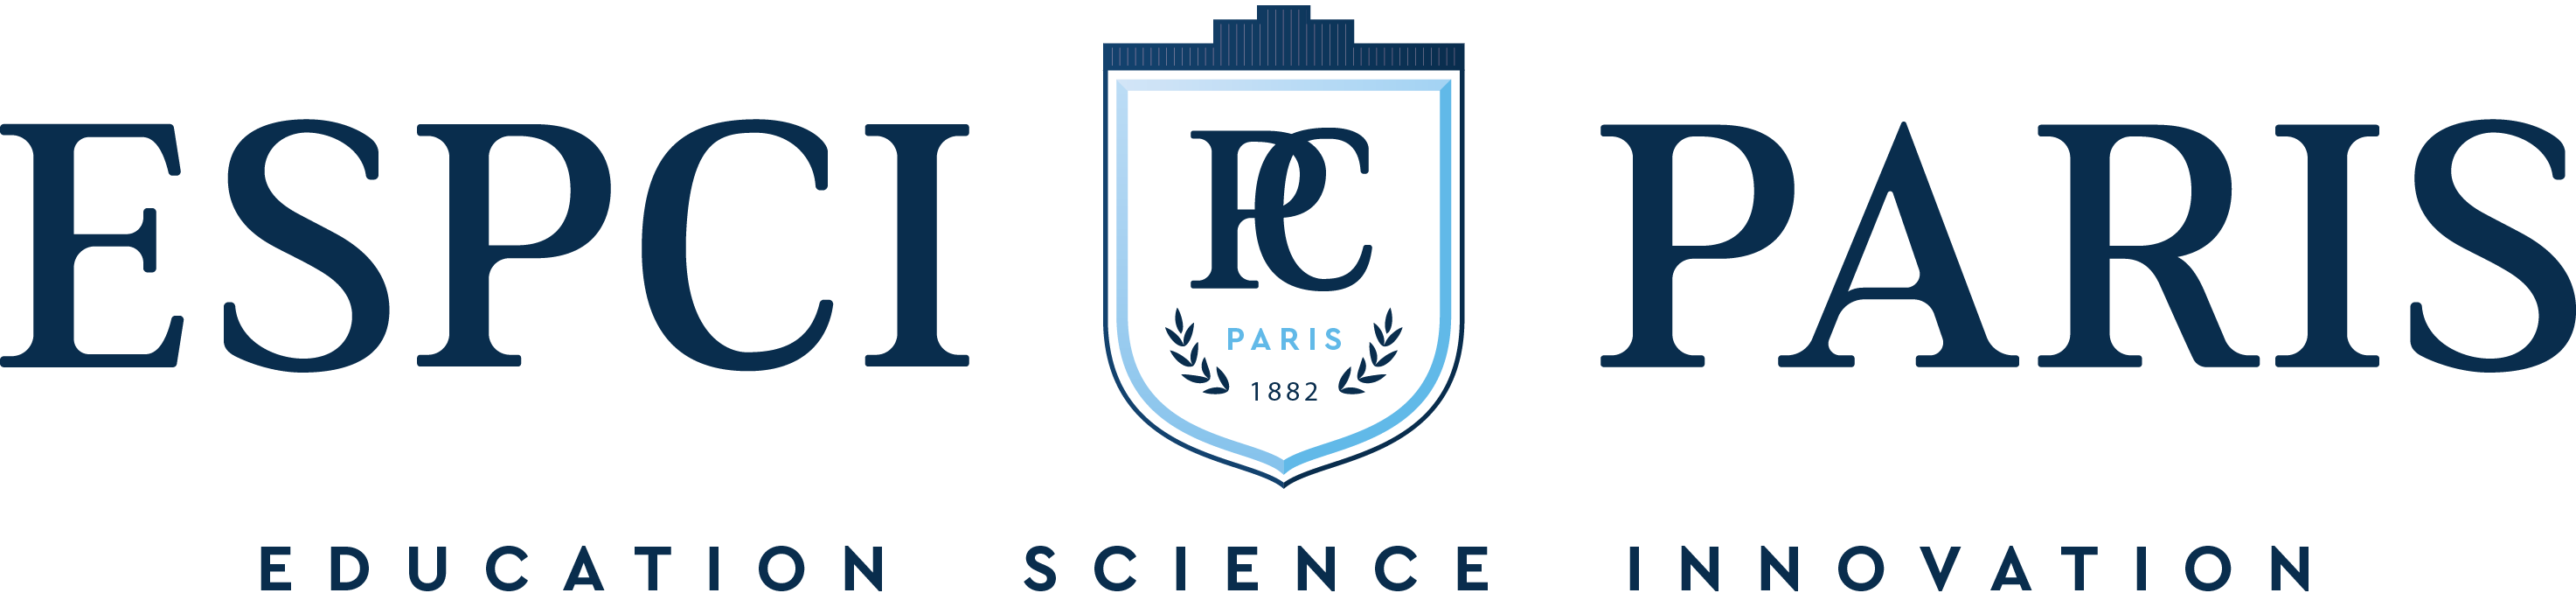 ESPCI PARIS
PC
PARIS
1882
EDUCATION SCIENCE INNOVATION